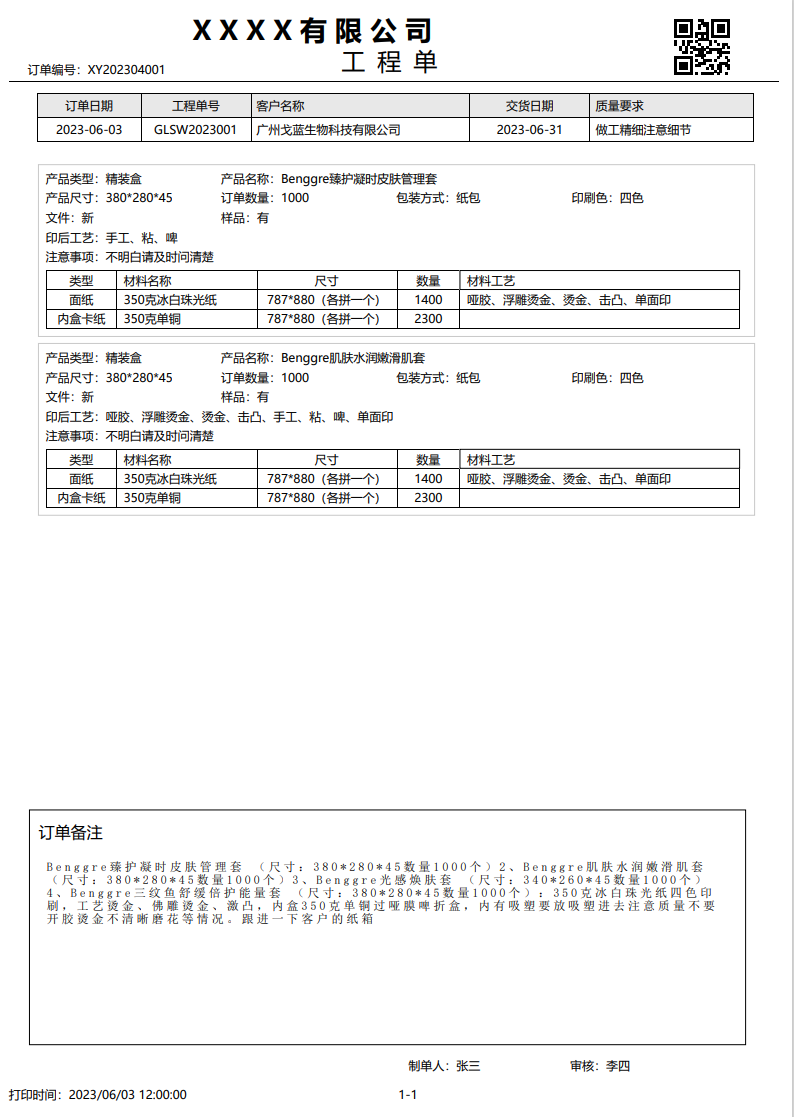 XXXX有限公司
工 程 单
订单编号：XY202304001
订单日期 工程单号 客户名称 交货日期 质量要求
2023-06-03 GLSW2023001 广州戈蓝生物科技有限公司 2023-06-31 做工精细注意细节
产品类型：精装盒 产品名称：Benggre臻护凝时皮肤管理套
产品尺寸：380*280*45 订单数量：1000 包装方式：纸包 印刷色：四色
文件：新 样品：有
印后工艺：手工、粘、啤
注意事项：不明白请及时问清楚
类型 材料名称 尺寸 数量 材料工艺
面纸 350克冰白珠光纸 787*880（各拼一个） 1400 哑胶、浮雕烫金、烫金、击凸、单面印
内盒卡纸 350克单铜 787*880（各拼一个） 2300
产品类型：精装盒 产品名称：Benggre肌肤水润嫩滑肌套
产品尺寸：380*280*45 订单数量：1000 包装方式：纸包 印刷色：四色
文件：新 样品：有
印后工艺：哑胶、浮雕烫金、烫金、击凸、手工、粘、啤、单面印
注意事项：不明白请及时问清楚
类型 材料名称 尺寸 数量 材料工艺
面纸 350克冰白珠光纸 787*880（各拼一个） 1400 哑胶、浮雕烫金、烫金、击凸、单面印
内盒卡纸 350克单铜 787*880（各拼一个） 2300
订单备注
Benggre臻护凝时皮肤管理套 （尺寸：380*280*45数量1000个）2、Benggre肌肤水润嫩滑肌套
（尺寸：380*280*45数量1000个）3、Benggre光感焕肤套 （尺寸：340*260*45数量1000个）
4、Benggre三纹鱼舒缓倍护能量套 （尺寸：380*280*45数量1000个）：350克冰白珠光纸四色印
刷，工艺烫金、佛雕烫金、激凸，内盒350克单铜过哑膜啤折盒，内有吸塑要放吸塑进去注意质量不要
开胶烫金不清晰磨花等情况。跟进一下客户的纸箱
制单人：张三 审核：李四
打印时间：2023/06/03 12:00:00 1-1